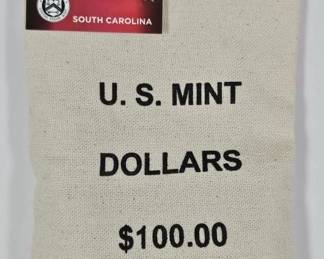 SOUTH CAROLINA
U. S. MINT
DOLLARS
$100.00